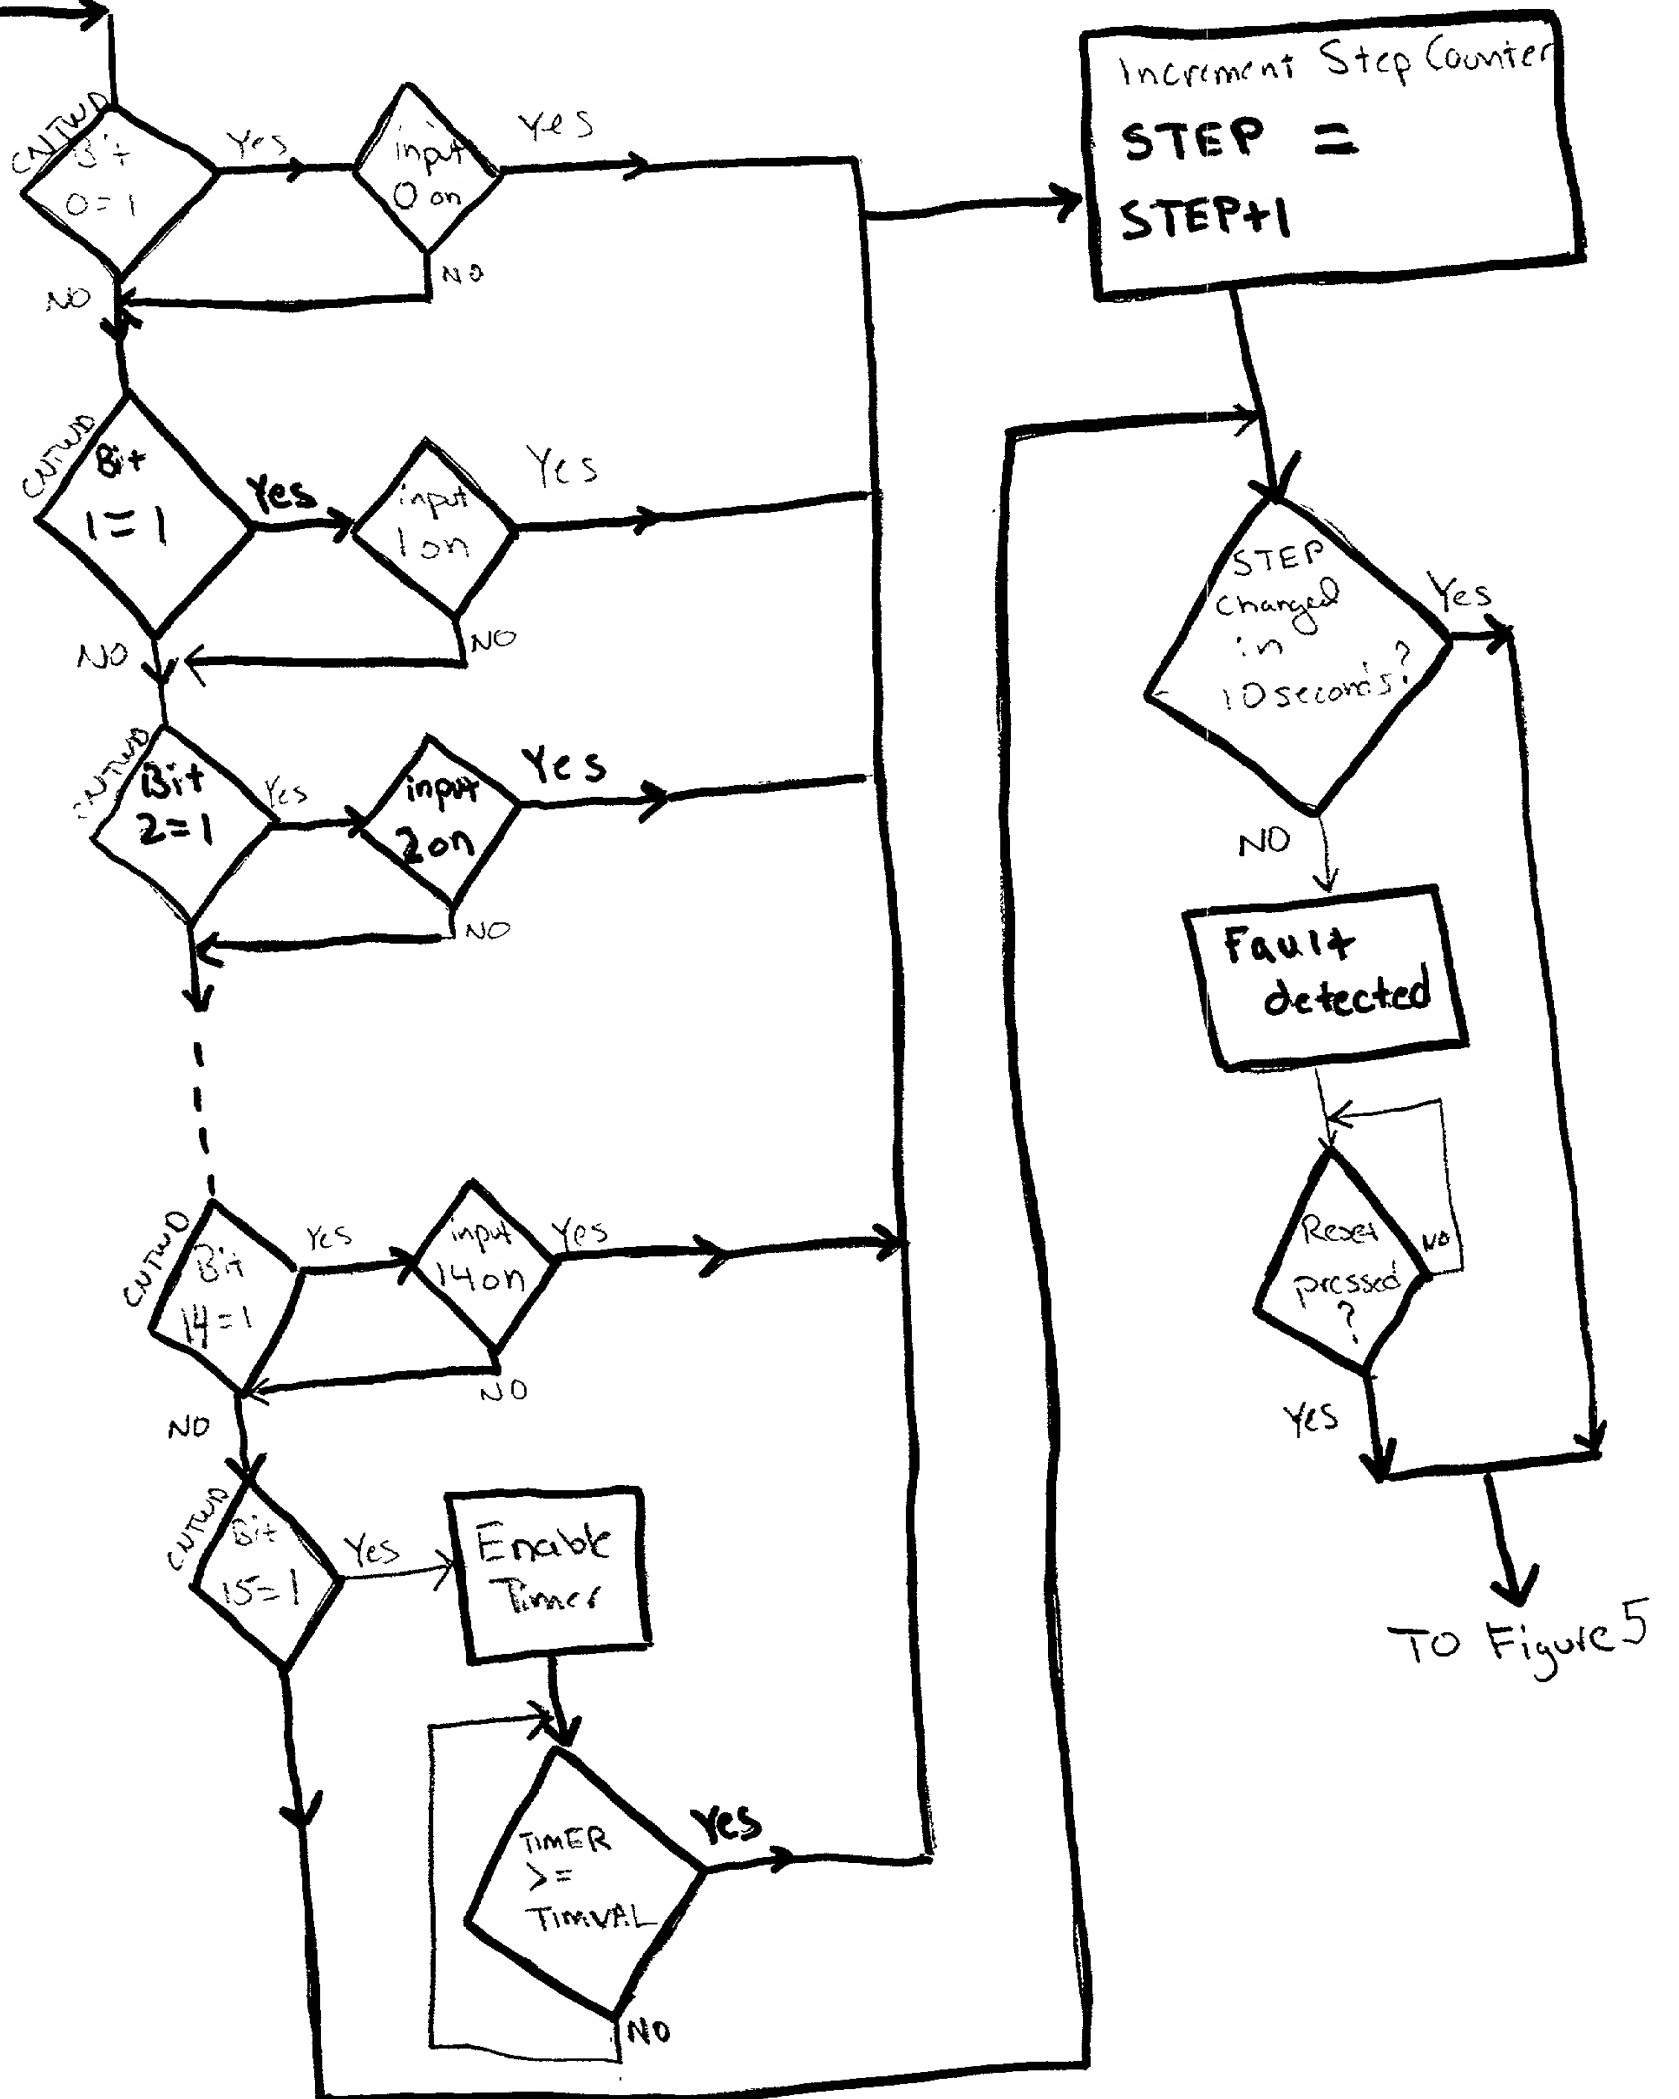 CNTWD
Bit
0=1
Yes
NO
input
0 on
Yes
NO
CNTWD
Bit
1=1
Yes
NO
input
1 on
Yes
NO
CNTWD
Bit
2=1
Yes
input
2 on
Yes
NO
CNTWD
Bit
14=1
Yes
NO
input
14 on
Yes
NO
CNTWD
Bit
15=1
Yes
Enable
Timer
TIMER
>=
TIMVAL
Yes
NO
Increment Step Counter
STEP =
STEP+1
STEP
changed
in
10 seconds?
Yes
NO
Fault
detected
Reset
pressed
?
NO
Yes
TO Figure 5